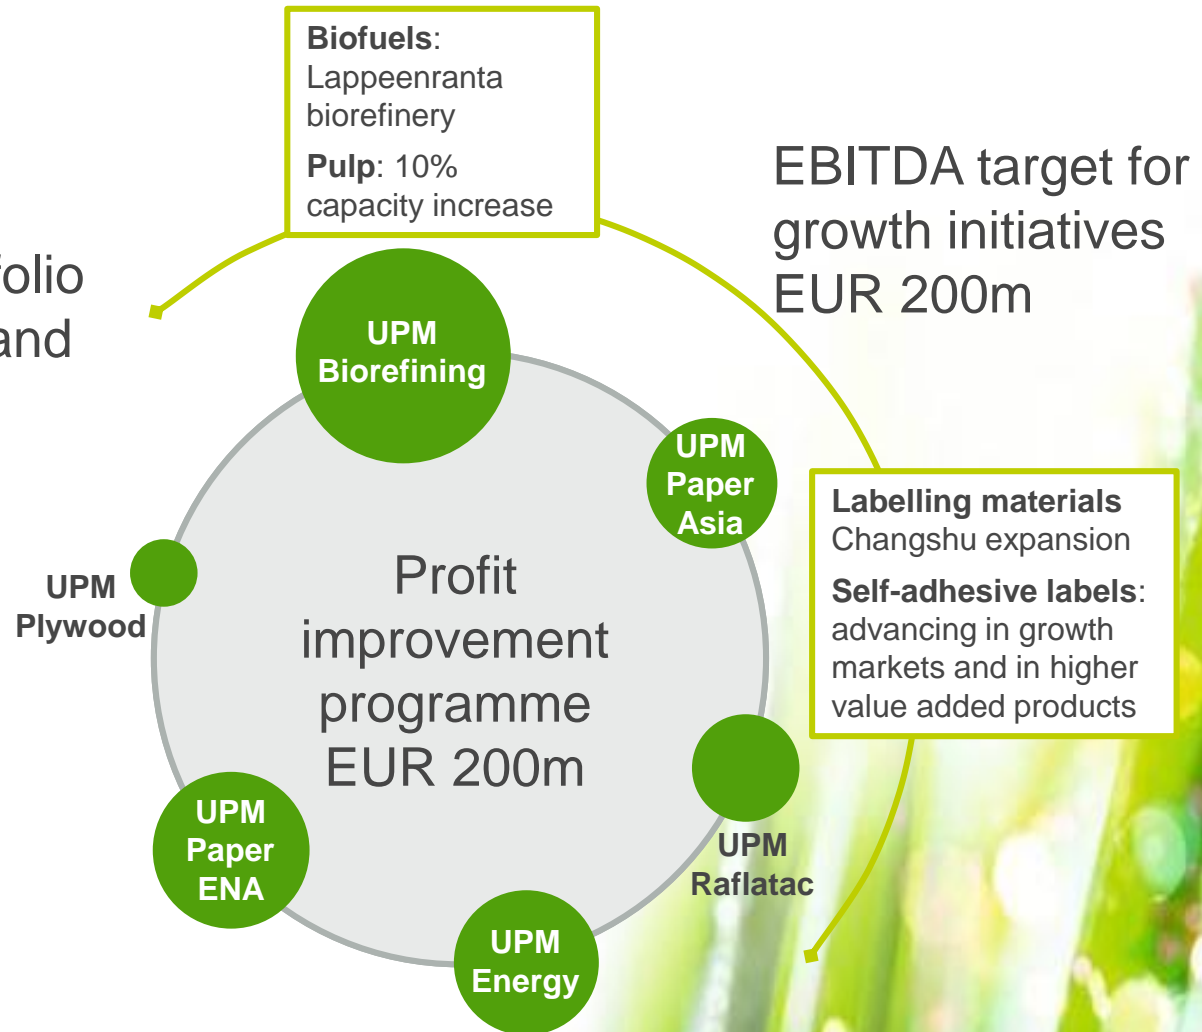 Biofuels:
Lappeenranta
biorefinery
Pulp: 10%
capacity increase
EBITDA target for
growth initiatives
EUR 200m
and
UPM
Biorefining
UPM
Paper
Asia
Labelling materials
Changshu expansion
Self-adhesive labels:
advancing in growth
markets and in higher
value added products
Profit
improvement
programme
EUR 200m
UPM
Plywood
UPM
Raflatac
UPM
Paper
ENA
UPM
Energy